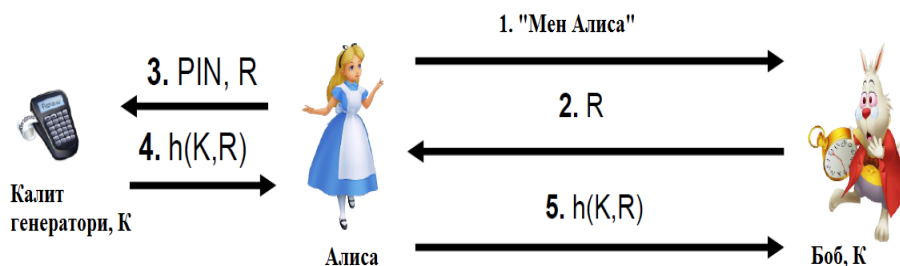 1. "Мен Алиса"
3. PIN, R
2. R
4. h(K,R)
5. h(K,R)
Калит
генератори, К
Алиса
Боб, К